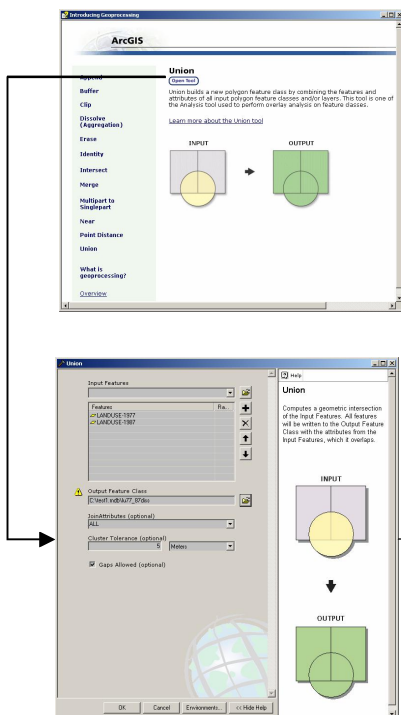 Introducing Geoprocessing
ArcGIS
Append
Buffer
Clip
Dissolve
(Aggregation)
Erase
Identity
Intersect
Merge
Multipart to
Singlepart
Near
Point Distance
Union
What is
geoprocessing?
Overview
Union
Open Tool
Union builds a new polygon feature class by combining the features and
attributes of all input polygon feature classes and/or layers. This tool is one of
the Analysis tool used to perform overlay analysis on feature classes.
Learn more about the Union tool
INPUT
OUTPUT
Union
Input Features
Features
Ra...
LANDUSE-1977
LANDUSE-1987
Output Feature Class
C:\test1.mdb\lu77_87diss
JoinAttributes (optional)
ALL
Cluster Tolerance (optional)
5
Meters
Gaps Allowed (optional)
OK
Cancel
Environments...
<< Hide Help
Help
Union
Computes a geometric intersection
of the Input Features. All features
will be written to the Output Feature
Class with the attributes from the
Input Features, which it overlaps.
INPUT
OUTPUT